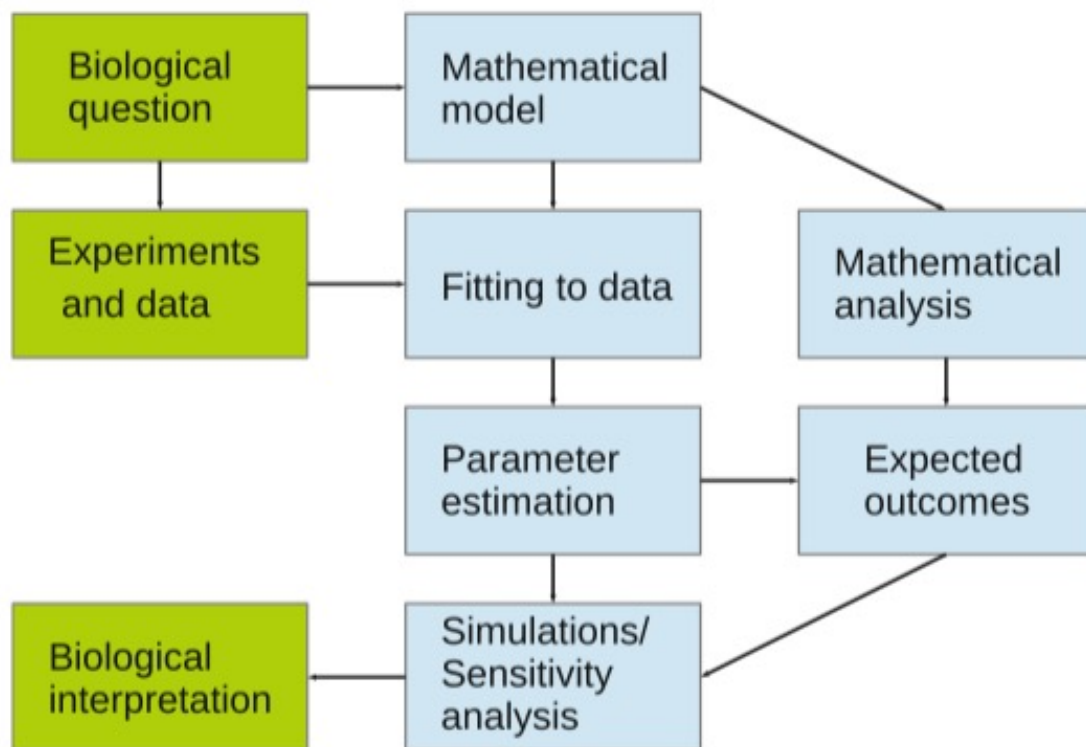 Biological
question
Mathematical
model
Experiments
and data
Fitting to data
Mathematical
analysis
Parameter
estimation
Expected
outcomes
Biological
interpretation
Simulations/
Sensitivity
analysis